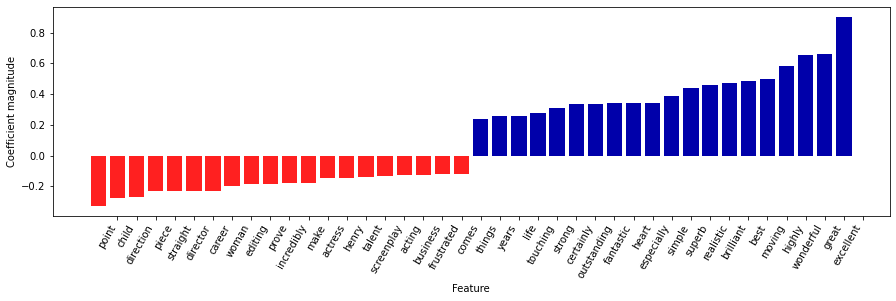 0.8
0.6
0.4
0.2
0.0
−0.2
Coefficient magnitude
point
child
direction
piece
straight
director
career
woman
editing
prove
incredibly
make
actress
henry
talent
screenplay
acting
business
frustrated
comes
things
years
life
touching
strong
certainly
outstanding
fantastic
heart
especially
simple
superb
realistic
brilliant
best
moving
highly
wonderful
great
excellent
Feature